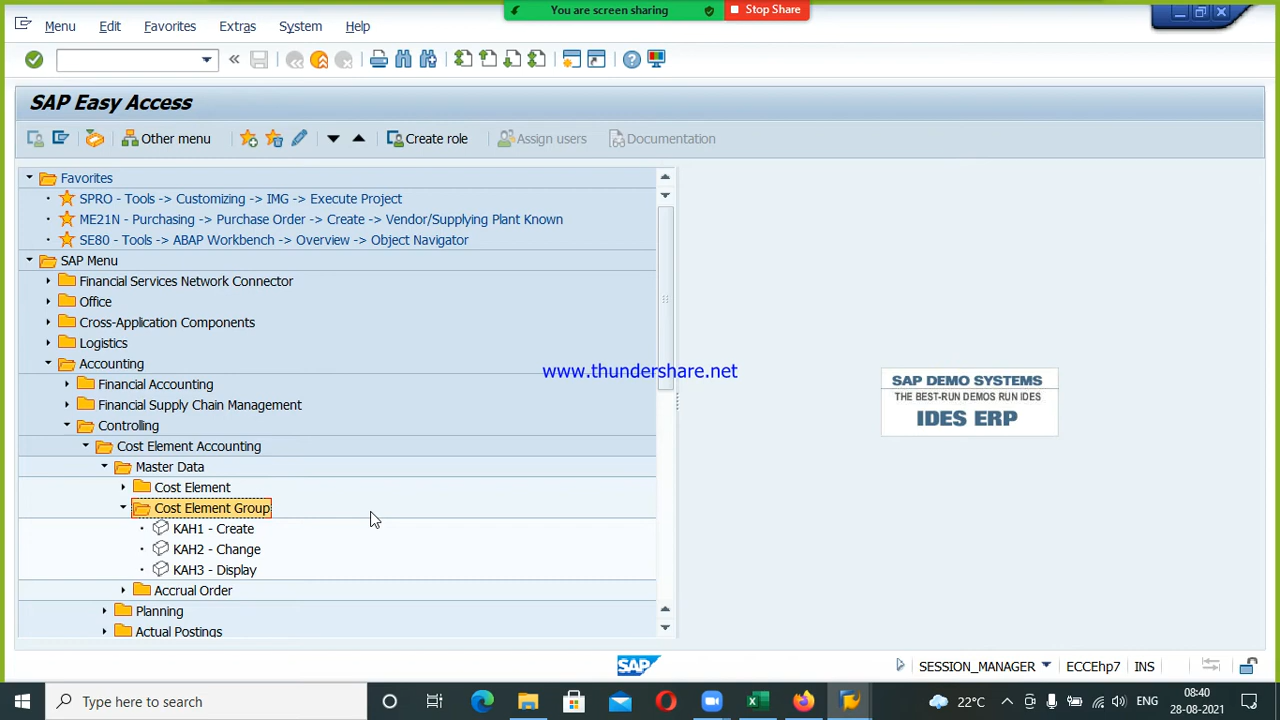 You are screen sharing
Stop Share
Menu Edit Favorites Extras System Help
SAP Easy Access
Other menu Create role Assign users Documentation
Favorites
SPRO - Tools -> Customizing -> IMG -> Execute Project
ME21N - Purchasing -> Purchase Order -> Create -> Vendor/Supplying Plant Known
SE80 - Tools -> ABAP Workbench -> Overview -> Object Navigator
SAP Menu
Financial Services Network Connector
Office
Cross-Application Components
Logistics
Accounting
Financial Accounting
Financial Supply Chain Management
Controlling
Cost Element Accounting
Master Data
Cost Element
Cost Element Group
KAH1 - Create
KAH2 - Change
KAH3 - Display
Accrual Order
Planning
Actual Postings
www.thundershare.net
SAP DEMO SYSTEMS
THE BEST-RUN DEMOS RUN IDES
IDES ERP
SAP
SESSION_MANAGER ECCEhp7 INS
Type here to search
22°C ENG
08:40
28-08-2021